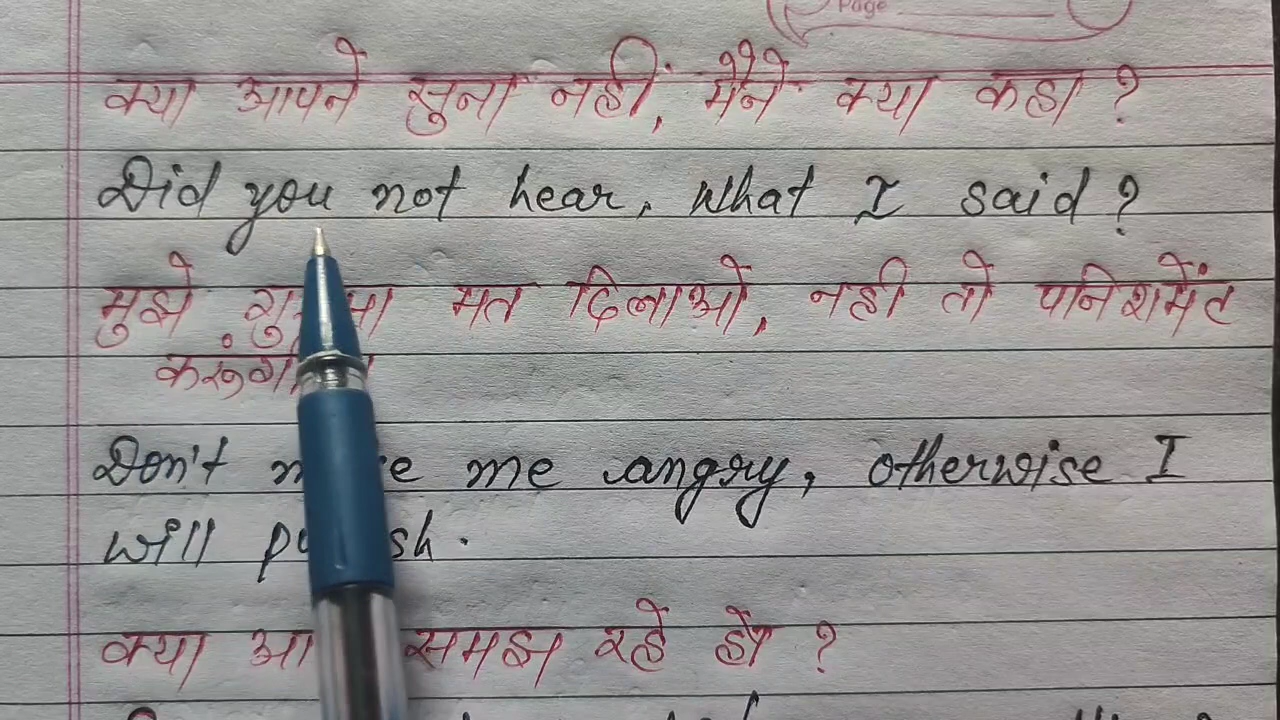 Page
क्या आपने सुना नहीं, मैंने क्या कहा ?
Did you not hear, what I said ?
मुझे मत दिलाओ, नही तो पनिशमेंट
Don't me angry, otherwise I
will
क्या समझ रहे हो ?